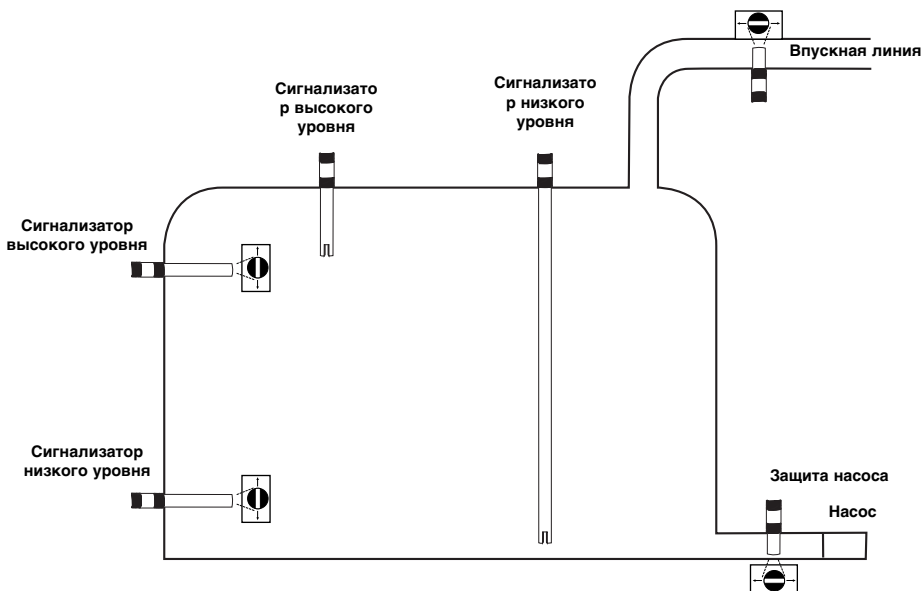 Впускная линия
Сигнализато
р высокого
уровня
Сигнализато
р низкого
уровня
Сигнализатор
высокого уровня
Сигнализатор
низкого уровня
Защита насоса
Насос